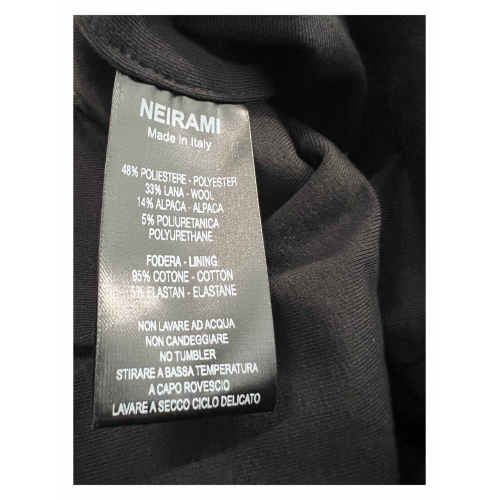 NEIRAMI
Made in Italy
48% POLIESTERE - POLYESTER
33% LANA - WOOL
14% ALPACA - ALPACA
5% POLIURETANICA
POLYURETHANE
FODERA - LINING
95% COTONE - COTTON
5% ELASTAN - ELASTANE
NON LAVARE AD ACQUA
NON CANDEGGIARE
NO TUMBLER
STIRARE A BASSA TEMPERATURA
A CAPO ROVESCIO
LAVARE A SECCO CICLO DELICATO